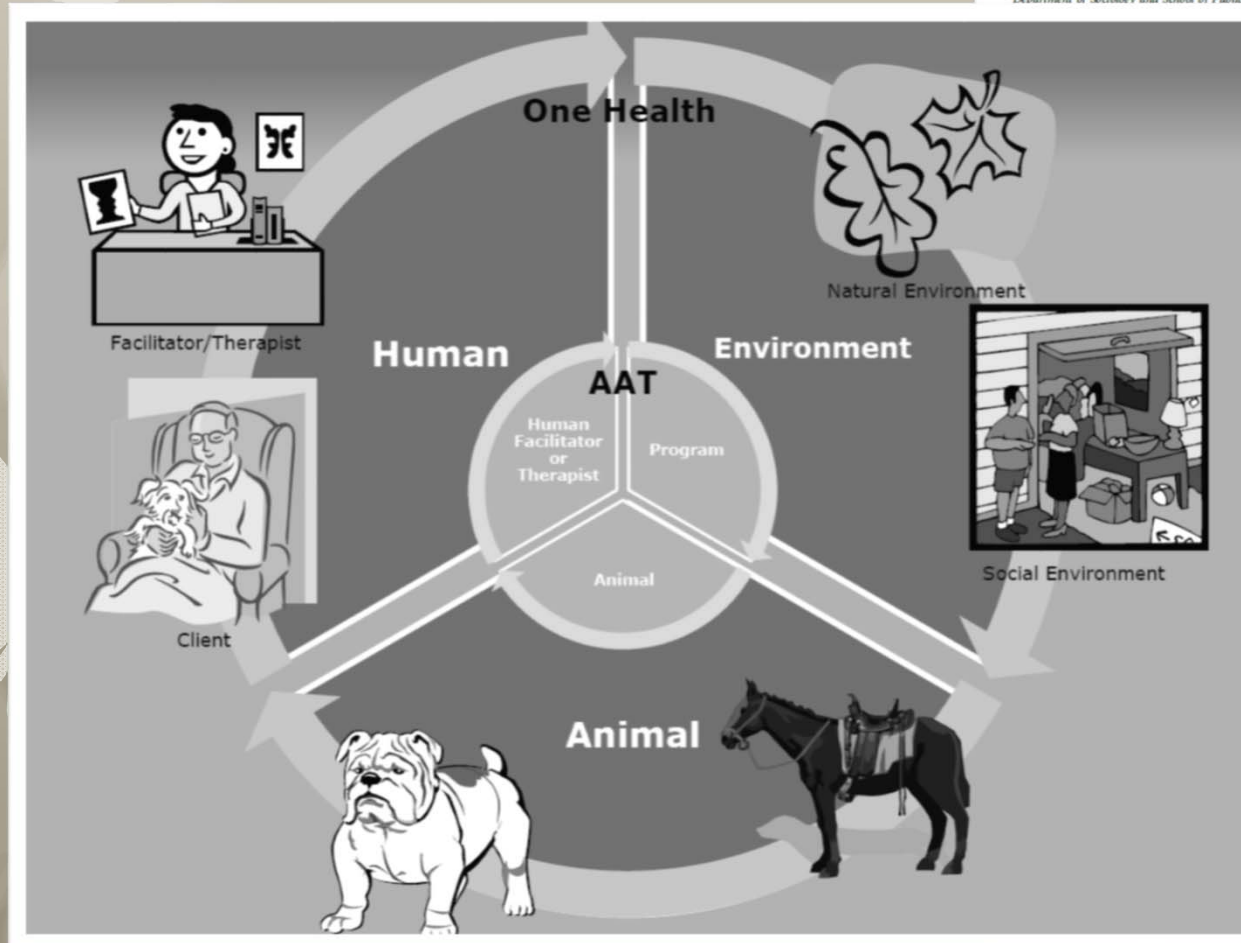 One Health
Facilitator/Therapist
Natural Environment
Human
Environment
AAT
Human
Facilitator
or
Therapist
Program
Animal
Client
Social Environment
Animal